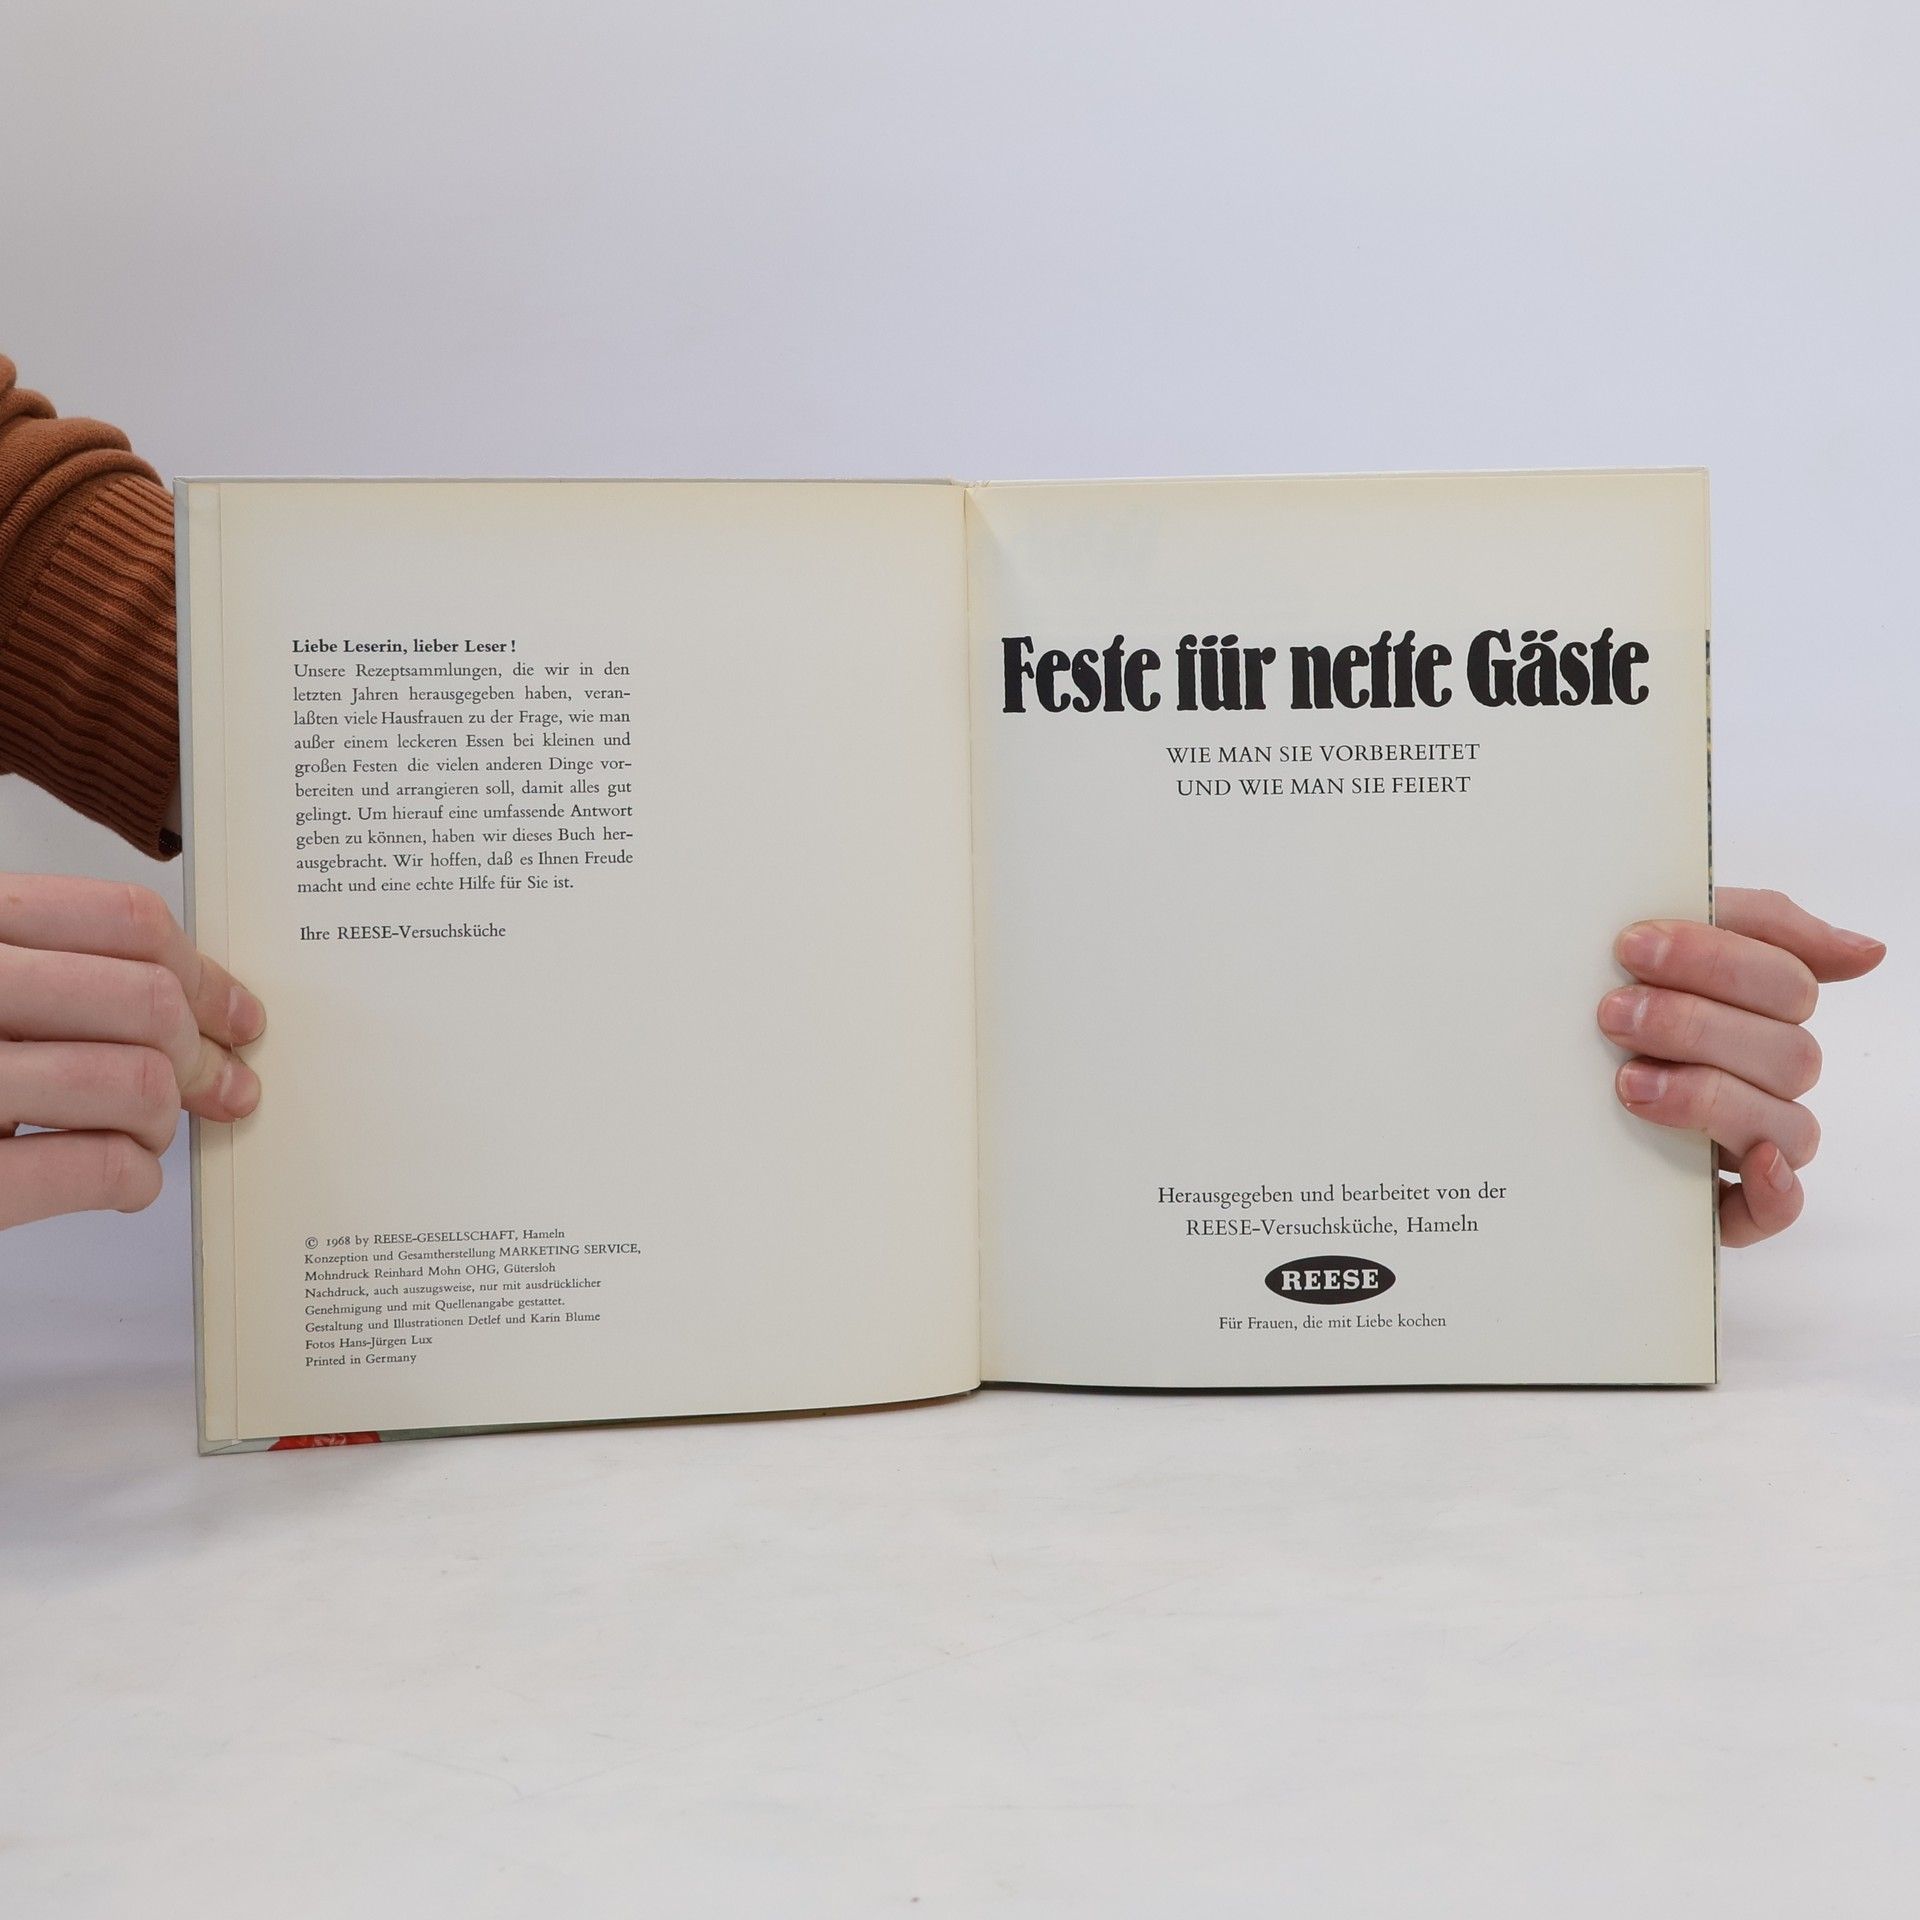 Liebe Leserin, lieber Leser!
Unsere Rezeptsammlungen, die wir in den
letzten Jahren herausgegeben haben, veran-
laßten viele Hausfrauen zu der Frage, wie man
außer einem leckeren Essen bei kleinen und
großen Festen die vielen anderen Dinge vor-
bereiten und arrangieren soll, damit alles gut
gelingt. Um hierauf eine umfassende Antwort
geben zu können, haben wir dieses Buch her-
ausgebracht. Wir hoffen, daß es Ihnen Freude
macht und eine echte Hilfe für Sie ist.
Ihre REESE-Versuchsküche
© 1968 by REESE-GESELLSCHAFT, Hameln
Konzeption und Gesamtherstellung MARKETING SERVICE,
Mohndruck Reinhard Mohn OHG, Gütersloh
Nachdruck, auch auszugsweise, nur mit ausdrücklicher
Genehmigung und mit Quellenangabe gestattet.
Gestaltung und Illustrationen Detlef und Karin Blume
Fotos Hans-Jürgen Lux
Printed in Germany
Feste für nette Gäste
WIE MAN SIE VORBEREITET
UND WIE MAN SIE FEIERT
Herausgegeben und bearbeitet von der
REESE-Versuchsküche, Hameln
REESE
Für Frauen, die mit Liebe kochen